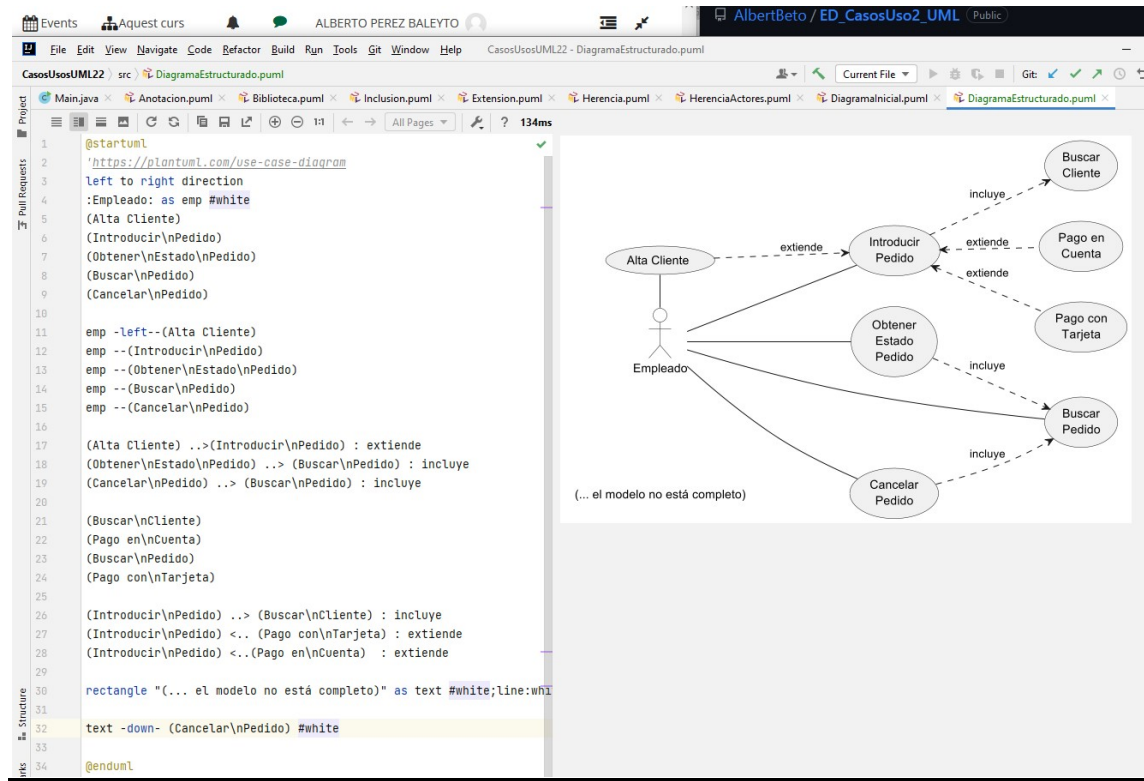 Events Aquest curs ALBERTO PEREZ BALEYTO
AlbertBeto / ED_CasosUso2_UML Public
IJ File Edit View Navigate Code Refactor Build Run Tools Git Window Help CasosUsosUML22 - DiagramaEstructurado.puml
CasosUsosUML22 src DiagramaEstructurado.puml Current File Git:
Main.java Anotacion.puml Biblioteca.puml Inclusion.puml Extension.puml Herencia.puml HerenciaActores.puml DiagramaInicial.puml DiagramaEstructurado.puml
1:1 All Pages ? 134ms
Project
Pull Requests
Structure
1 @startuml
2 'https://plantuml.com/use-case-diagram
3 left to right direction
4 :Empleado: as emp #white
5 (Alta Cliente)
6 (Introducir\nPedido)
7 (Obtener\nEstado\nPedido)
8 (Buscar\nPedido)
9 (Cancelar\nPedido)
10
11 emp -left--(Alta Cliente)
12 emp --(Introducir\nPedido)
13 emp --(Obtener\nEstado\nPedido)
14 emp --(Buscar\nPedido)
15 emp --(Cancelar\nPedido)
16
17 (Alta Cliente) ..>(Introducir\nPedido) : extiende
18 (Obtener\nEstado\nPedido) ..> (Buscar\nPedido) : incluye
19 (Cancelar\nPedido) ..> (Buscar\nPedido) : incluye
20
21 (Buscar\nCliente)
22 (Pago en\nCuenta)
23 (Buscar\nPedido)
24 (Pago con\nTarjeta)
25
26 (Introducir\nPedido) ..> (Buscar\nCliente) : incluye
27 (Introducir\nPedido) <.. (Pago con\nTarjeta) : extiende
28 (Introducir\nPedido) <..(Pago en\nCuenta) : extiende
29
30 rectangle "(... el modelo no está completo)" as text #white;line:whi
31
32 text -down- (Cancelar\nPedido) #white
33
34 @enduml
Buscar
Cliente
incluye
Introducir
Pedido
extiende
Pago en
Cuenta
extiende
Alta Cliente
extiende
Pago con
Tarjeta
Obtener
Estado
Pedido
Empleado
incluye
Buscar
Pedido
incluye
Cancelar
Pedido
(... el modelo no está completo)